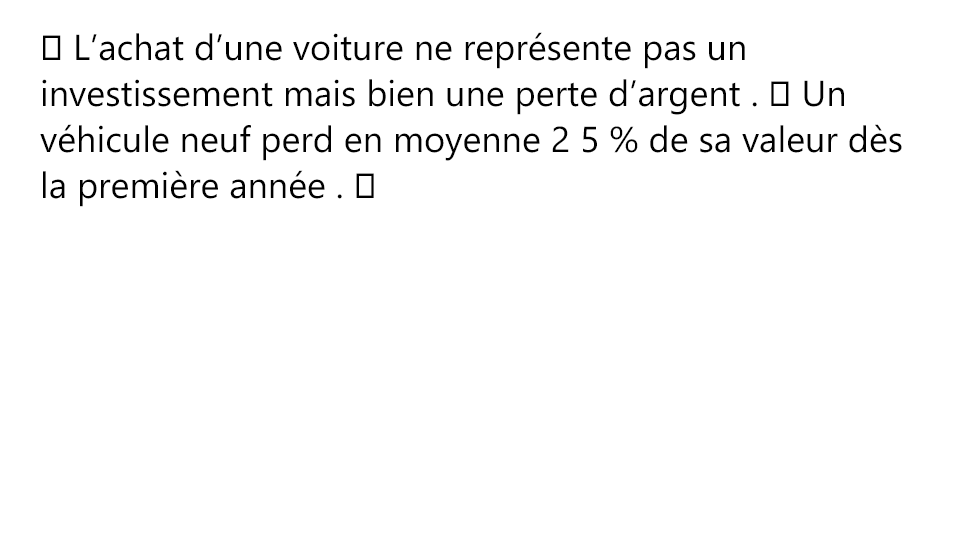 ▯ L’achat d’une voiture ne représente pas un
investissement mais bien une perte d’argent . ▯ Un
véhicule neuf perd en moyenne 2 5 % de sa valeur dès
la première année . ▯